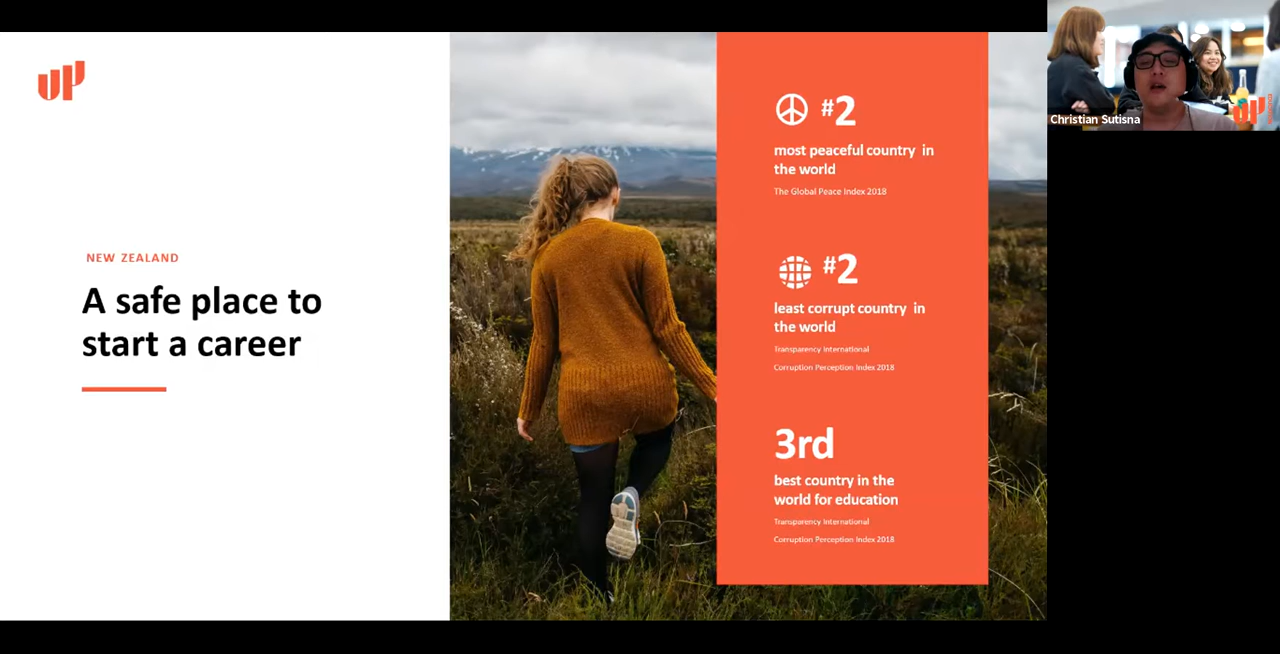 UP
NEW ZEALAND
A safe place to
start a career
#2
most peaceful country in
the world
The Global Peace Index 2018
#2
least corrupt country in
the world
Transparency International
Corruption Perception Index 2018
3rd
best country in the
world for education
Transparency International
Corruption Perception Index 2018
Christian Sutisna
UP